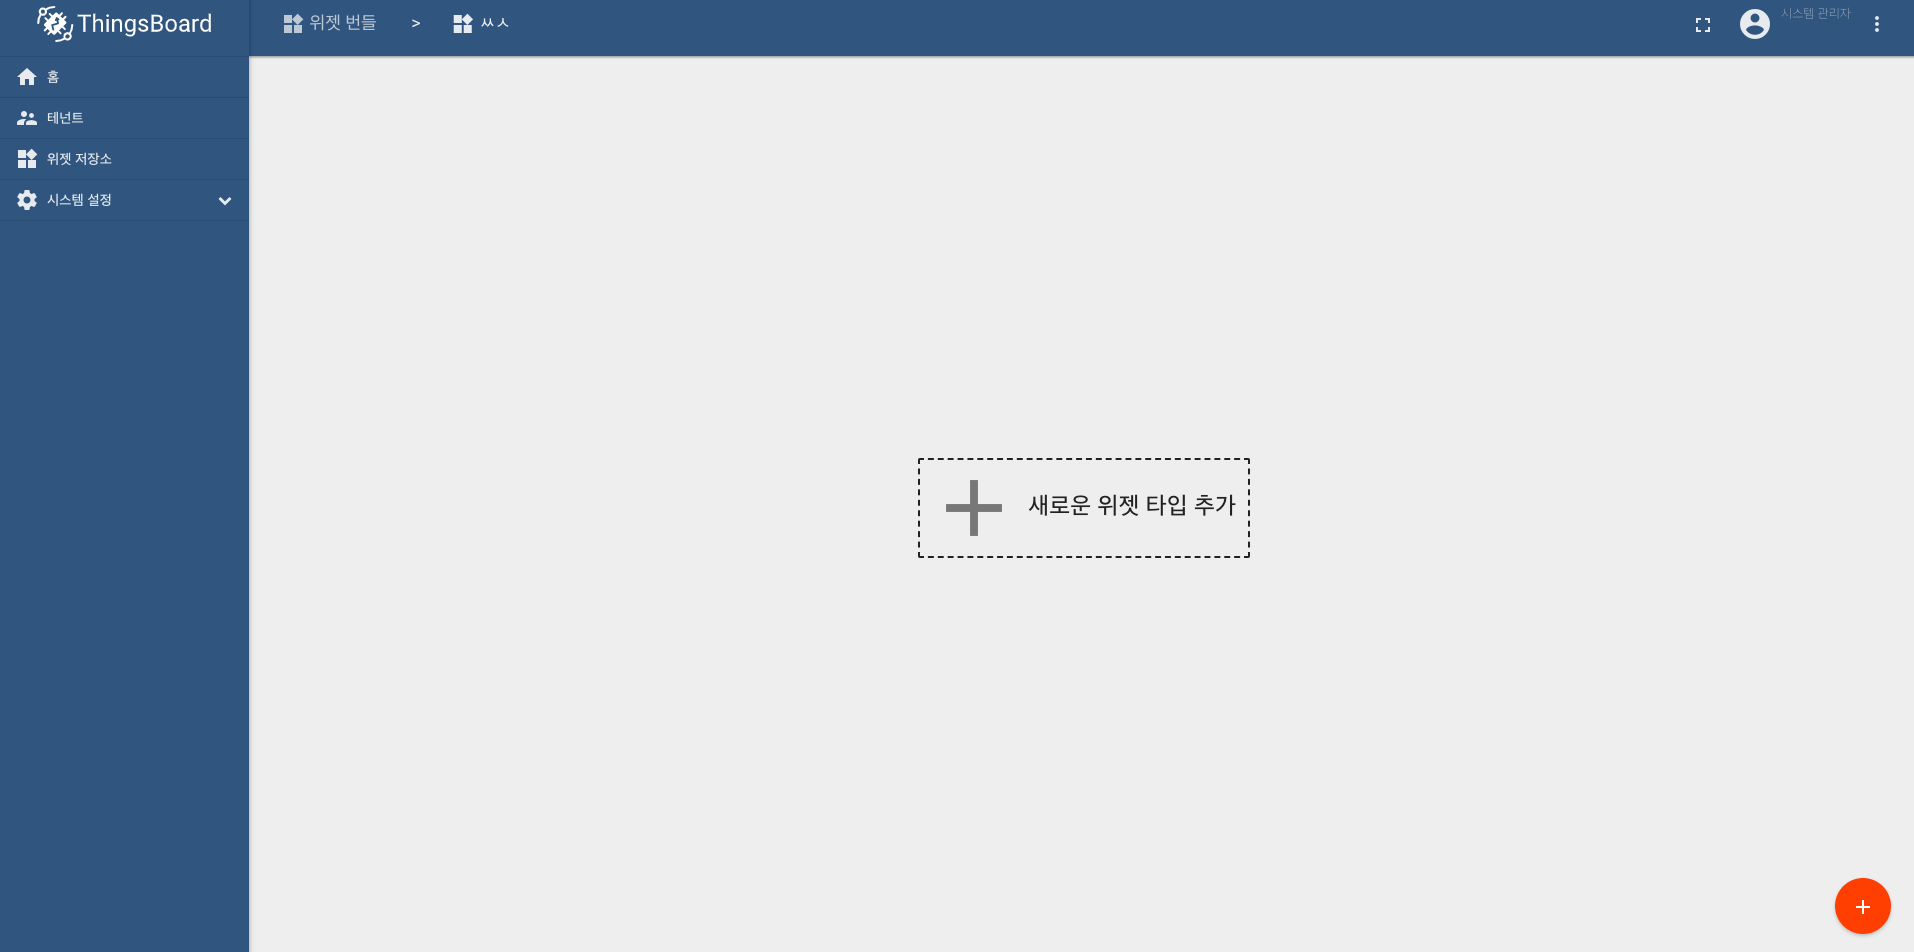 ThingsBoard
위젯 번들 > ㅆㅅ
시스템 관리자
홈
테넌트
위젯 저장소
시스템 설정
새로운 위젯 타입 추가